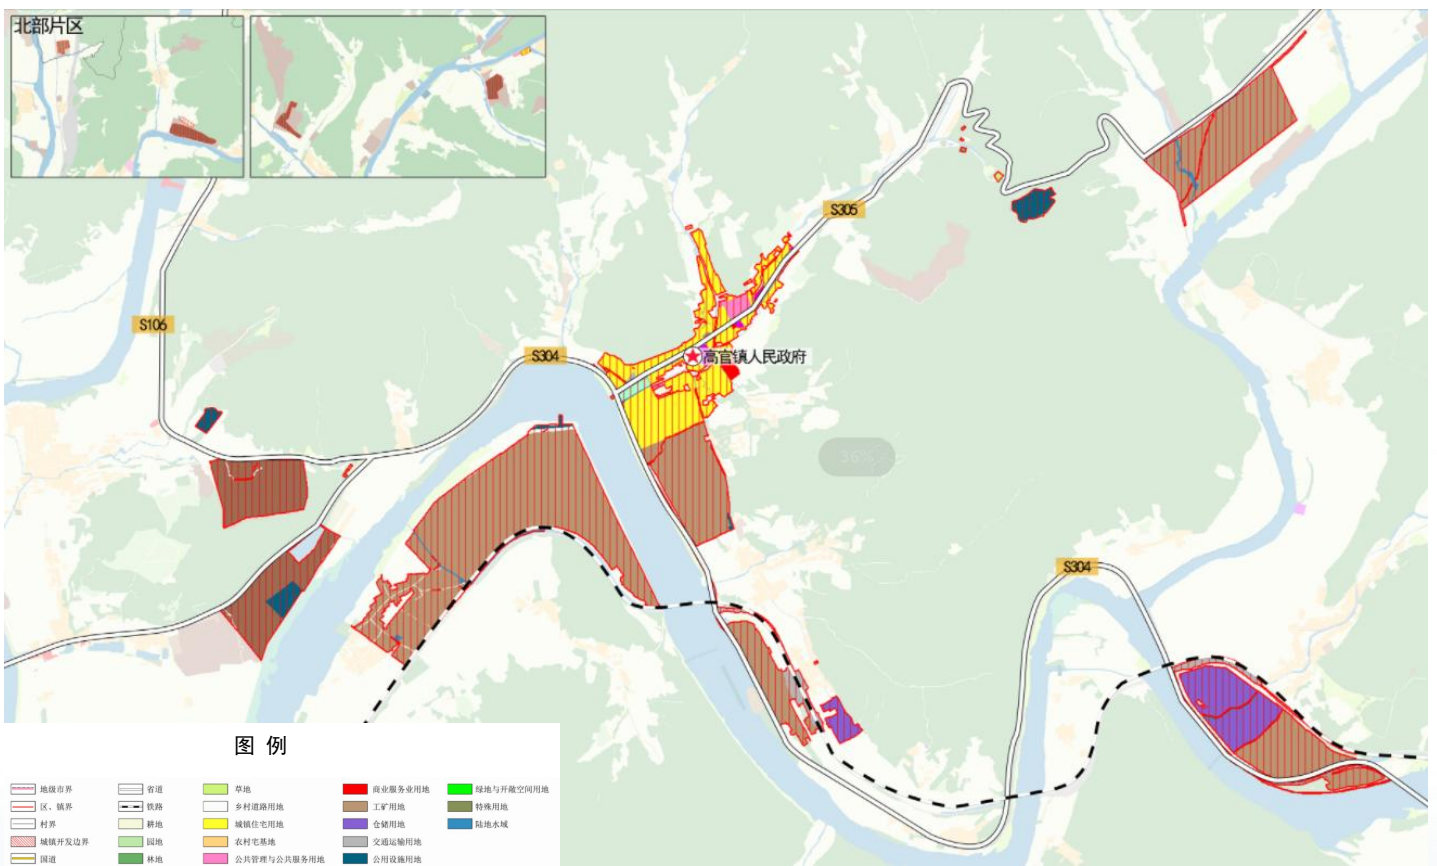 北部片区
S305
S106
S304
高官镇人民政府
36%
S304
图 例
地级市界
省道
草地
商业服务业用地
绿地与开敞空间用地
区、镇界
铁路
乡村道路用地
工矿用地
特殊用地
村界
耕地
城镇住宅用地
仓储用地
陆地水域
城镇开发边界
园地
农村宅基地
交通运输用地
国道
林地
公共管理与公共服务用地
公用设施用地